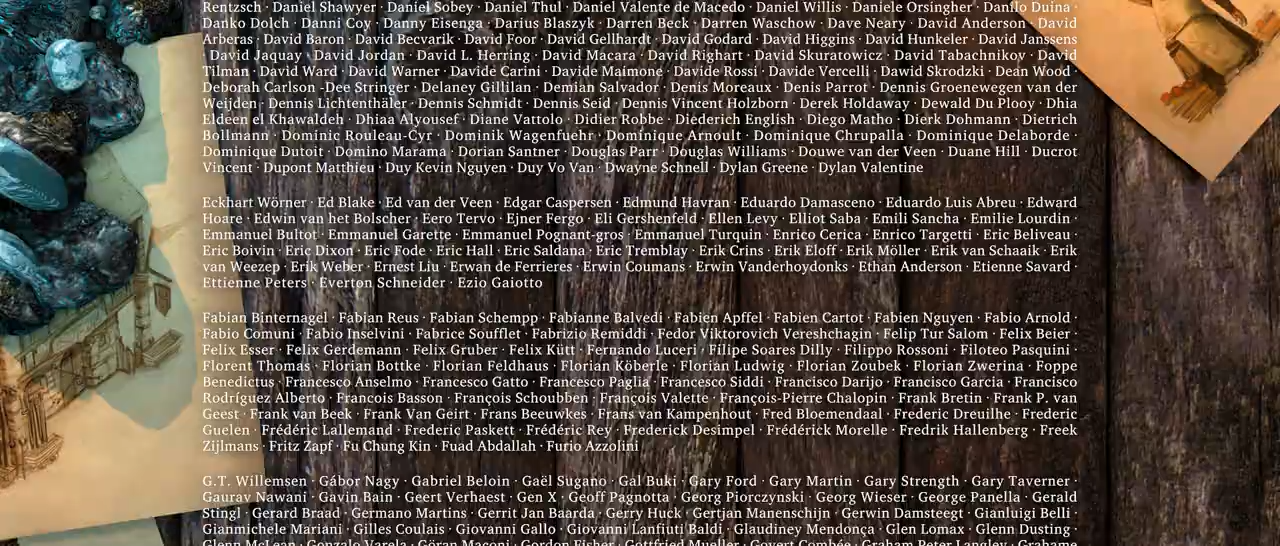 Rentzsch · Daniel Shawyer · Daniel Sobey · Daniel Thul · Daniel Valente de Macedo · Daniel Willis · Daniele Orsingher · Danilo Duina ·
Danko Dolch · Danni Coy · Danny Eisenga · Darius Blaszyk · Darren Beck · Darren Waschow · Dave Neary · David Anderson · David
Arberas · David Baron · David Becvarik · David Foor · David Gellhardt · David Godard · David Higgins · David Hunkeler · David Janssens
· David Jaquay · David Jordan · David L. Herring · David Macara · David Righart · David Skuratowicz · David Tabachnikov · David
Tilman · David Ward · David Warner · Davide Carini · Davide Maimone · Davide Rossi · Davide Vercelli · Dawid Skrodzki · Dean Wood ·
Deborah Carlson -Dee Stringer · Delaney Gillilan · Demian Salvador · Denis Moreaux · Denis Parrot · Dennis Groenewegen van der
Weijden · Dennis Lichtenthäler · Dennis Schmidt · Dennis Seid · Dennis Vincent Holzborn · Derek Holdaway · Dewald Du Plooy · Dhia
Eldeen el Khawaldeh · Dhiaa Alyousef · Diane Vattolo · Didier Robbe · Diederich English · Diego Matho · Dierk Dohmann · Dietrich
Bollmann · Dominic Rouleau-Cyr · Dominik Wagenfuehr · Dominique Arnoult · Dominique Chrupalla · Dominique Delaborde ·
Dominique Dutoit · Domino Marama · Dorian Santner · Douglas Parr · Douglas Williams · Douwe van der Veen · Duane Hill · Ducrot
Vincent · Dupont Matthieu · Duy Kevin Nguyen · Duy Vo Van · Dwayne Schnell · Dylan Greene · Dylan Valentine
Eckhart Wörner · Ed Blake · Ed van der Veen · Edgar Caspersen · Edmund Havran · Eduardo Damasceno · Eduardo Luis Abreu · Edward
Hoare · Edwin van het Bolscher · Eero Tervo · Ejner Fergo · Eli Gershenfeld · Ellen Levy · Elliot Saba · Emili Sancha · Emilie Lourdin ·
Emmanuel Bultot · Emmanuel Garette · Emmanuel Pognant-gros · Emmanuel Turquin · Enrico Cerica · Enrico Targetti · Eric Beliveau ·
Eric Boivin · Eric Dixon · Eric Fode · Eric Hall · Eric Saldana · Eric Tremblay · Erik Crins · Erik Eloff · Erik Möller · Erik van Schaaik · Erik
van Weezep · Erik Weber · Ernest Liu · Erwan de Ferrieres · Erwin Coumans · Erwin Vanderhoydonks · Ethan Anderson · Etienne Savard ·
Ettienne Peters · Everton Schneider · Ezio Gaiotto
Fabian Binternagel · Fabian Reus · Fabian Schempp · Fabianne Balvedi · Fabien Apffel · Fabien Cartot · Fabien Nguyen · Fabio Arnold ·
Fabio Comuni · Fabio Inselvini · Fabrice Soufflet · Fabrizio Remiddi · Fedor Viktorovich Vereshchagin · Felip Tur Salom · Felix Beier ·
Felix Esser · Felix Gerdemann · Felix Gruber · Felix Kütt · Fernando Luceri · Filipe Soares Dilly · Filippo Rossoni · Filoteo Pasquini ·
Florent Thomas · Florian Bottke · Florian Feldhaus · Florian Köberle · Florian Ludwig · Florian Zoubek · Florian Zwerina · Foppe
Benedictus · Francesco Anselmo · Francesco Gatto · Francesco Paglia · Francesco Siddi · Francisco Darijo · Francisco Garcia · Francisco
Rodríguez Alberto · Francois Basson · François Schoubben · François Valette · François-Pierre Chalopin · Frank Bretin · Frank P. van
Geest · Frank van Beek · Frank Van Geirt · Frans Beeuwkes · Frans van Kampenhout · Fred Bloemendaal · Frederic Dreuilhe · Frederic
Guelen · Frédéric Lallemand · Frederic Paskett · Frédéric Rey · Frederick Desimpel · Frédérick Morelle · Fredrik Hallenberg · Freek
Zijlmans · Fritz Zapf · Fu Chung Kin · Fuad Abdallah · Furio Azzolini
G.T. Willemsen · Gábor Nagy · Gabriel Beloin · Gaël Sugano · Gal Buki · Gary Ford · Gary Martin · Gary Strength · Gary Taverner ·
Gaurav Nawani · Gavin Bain · Geert Verhaest · Gen X · Geoff Pagnotta · Georg Piorczynski · Georg Wieser · George Panella · Gerald
Stingl · Gerard Braad · Germano Martins · Gerrit Jan Baarda · Gerry Huck · Gertjan Manenschijn · Gerwin Damsteegt · Gianluigi Belli ·
Gianmichele Mariani · Gilles Coulais · Giovanni Gallo · Giovanni Lanfiuti Baldi · Glaudiney Mendonça · Glen Lomax · Glenn Dusting ·
Glenn McLean · Gonzalo Varela · Göran Maconi · Gordon Fisher · Gottfried Mueller · Govert Combée · Graham Peter Langley · Grahame